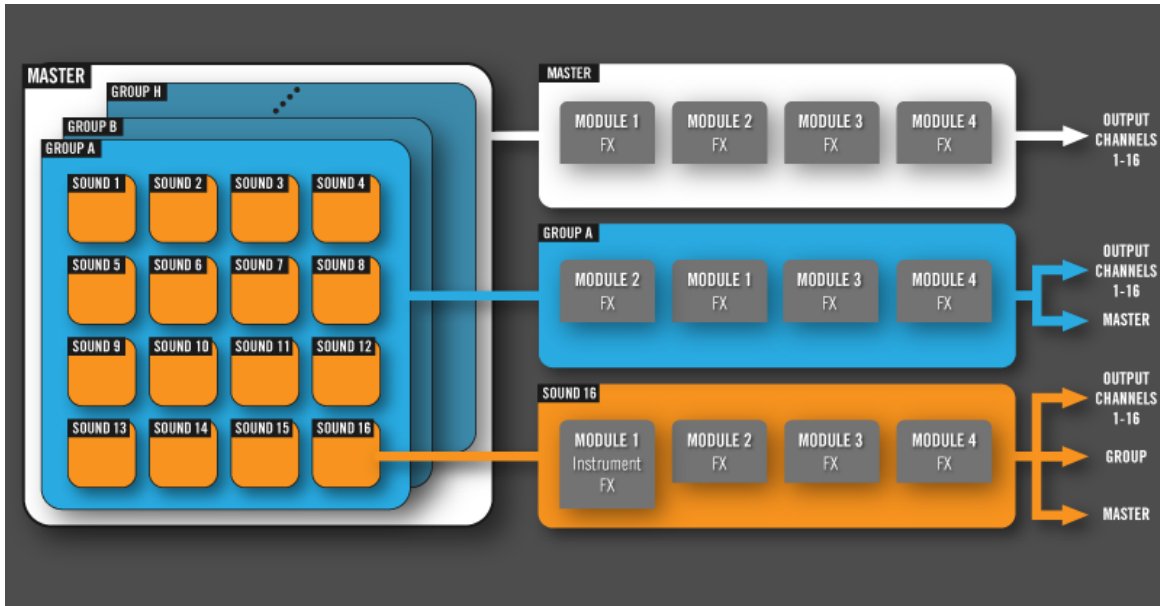 MASTER
GROUP H
GROUP B
GROUP A
SOUND 1
SOUND 2
SOUND 3
SOUND 4
SOUND 5
SOUND 6
SOUND 7
SOUND 8
SOUND 9
SOUND 10
SOUND 11
SOUND 12
SOUND 13
SOUND 14
SOUND 15
SOUND 16
MASTER
MODULE 1
FX
MODULE 2
FX
MODULE 3
FX
MODULE 4
FX
OUTPUT
CHANNELS
1-16
GROUP A
MODULE 2
FX
MODULE 1
FX
MODULE 3
FX
MODULE 4
FX
OUTPUT
CHANNELS
1-16
MASTER
SOUND 16
MODULE 1
Instrument
FX
MODULE 2
FX
MODULE 3
FX
MODULE 4
FX
OUTPUT
CHANNELS
1-16
GROUP
MASTER